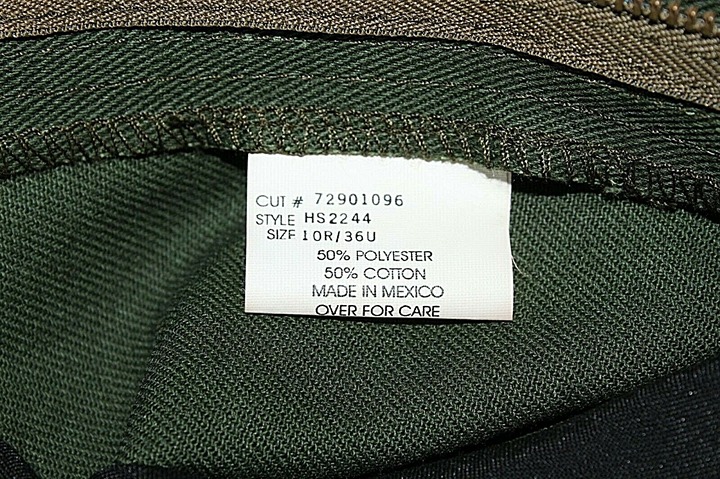 CUT # 72901096
STYLE HS2244
SIZE 10R/36U
50% POLYESTER
50% COTTON
MADE IN MEXICO
OVER FOR CARE